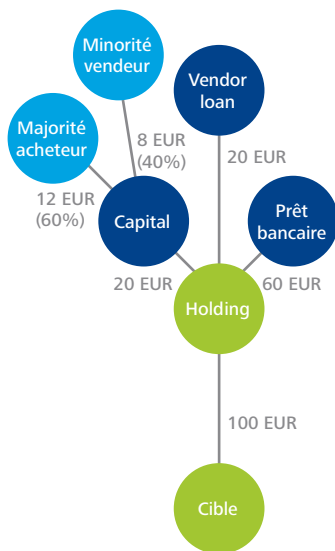 Minorité
vendeur
Vendor
loan
Majorité
acheteur
8 EUR
(40%)
20 EUR
12 EUR
(60%)
Capital
Prêt
bancaire
20 EUR
60 EUR
Holding
100 EUR
Cible